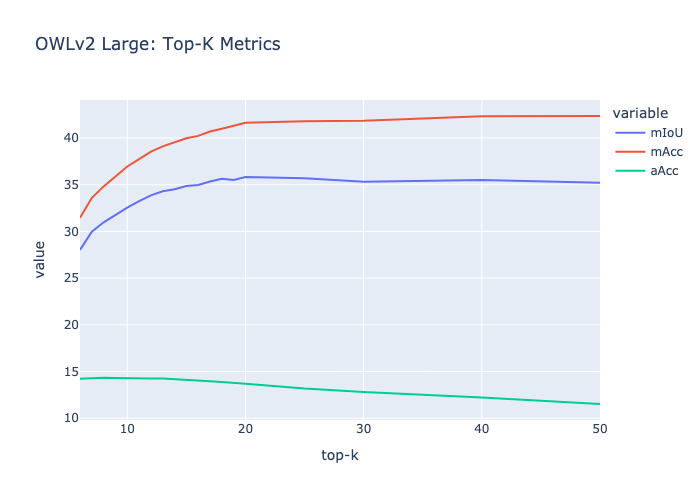 OWLv2 Large: Top-K Metrics
variable
mIoU
mAcc
aAcc
value
40
35
30
25
20
15
10
10 20 30 40 50
top-k